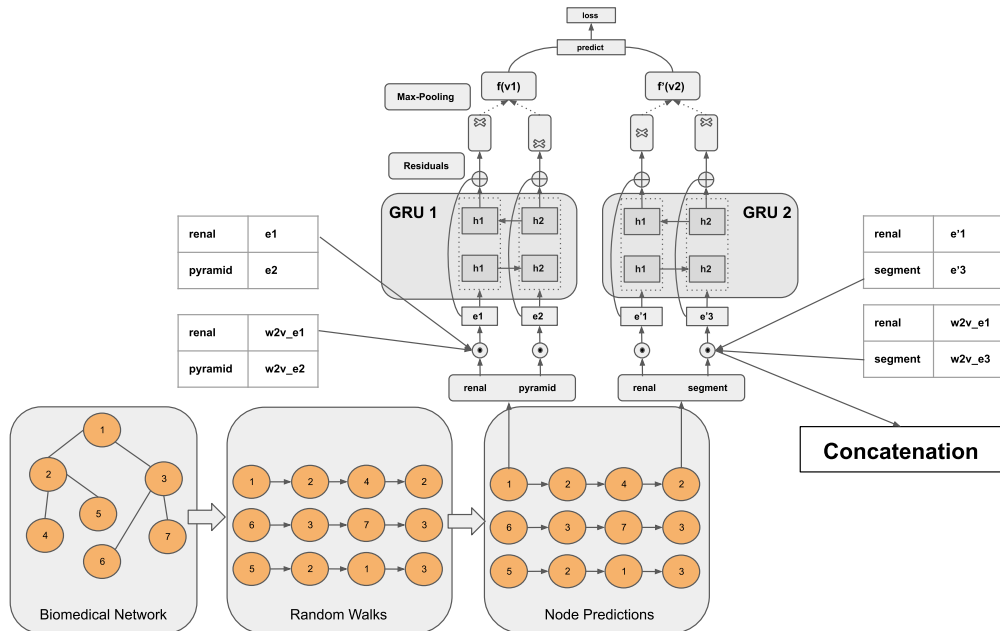 loss
predict
f(v1)
f'(v2)
Max-Pooling
Residuals
GRU 1
GRU 2
h1 h2
h1 h2
h1 h2
h1 h2
renal e1
pyramid e2
renal e'1
segment e'3
e1 e2
e'1 e'3
renal w2v_e1
pyramid w2v_e2
renal w2v_e1
segment w2v_e3
renal pyramid
renal segment
Concatenation
1
2 3
4 5 6 7
Biomedical Network
1 2 4 2
6 3 7 3
5 2 1 3
Random Walks
1 2 4 2
6 3 7 3
5 2 1 3
Node Predictions